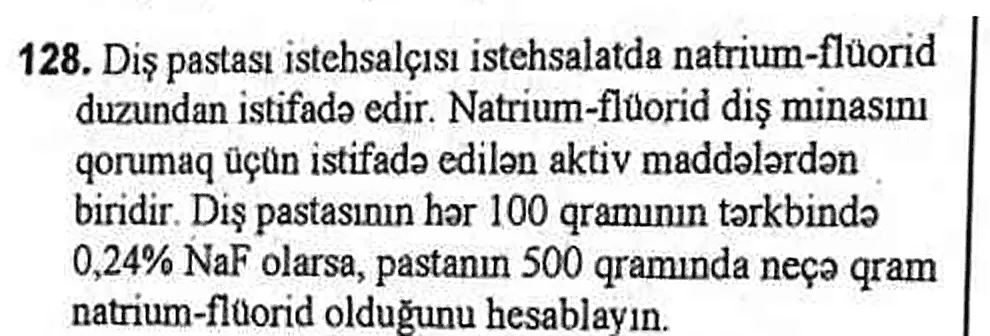 128. Diş pastası istehsalçısı istehsalatda natrium-flüorid
duzundan istifadə edir. Natrium-flüorid diş minasını
qorumaq üçün istifadə edilən aktiv maddələrdən
biridir. Diş pastasının hər 100 qramının tərkbində
0,24% NaF olarsa, pastanın 500 qramında neçə qram
natrium-flüorid olduğunu hesablayın.